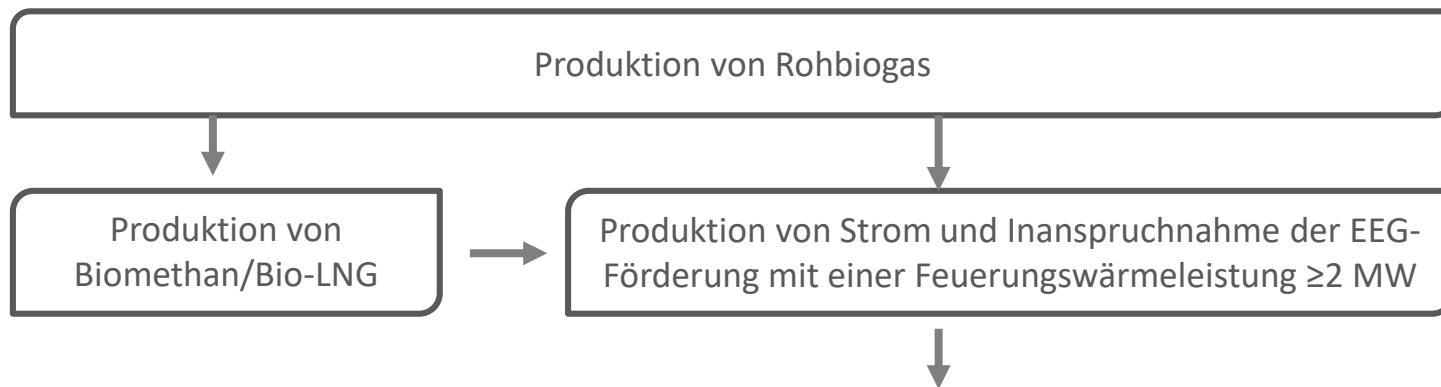 Produktion von Rohbiogas
Produktion von
Biomethan/Bio-LNG
Produktion von Strom und Inanspruchnahme der EEG-
Förderung mit einer Feuerungswärmeleistung ≥2 MW